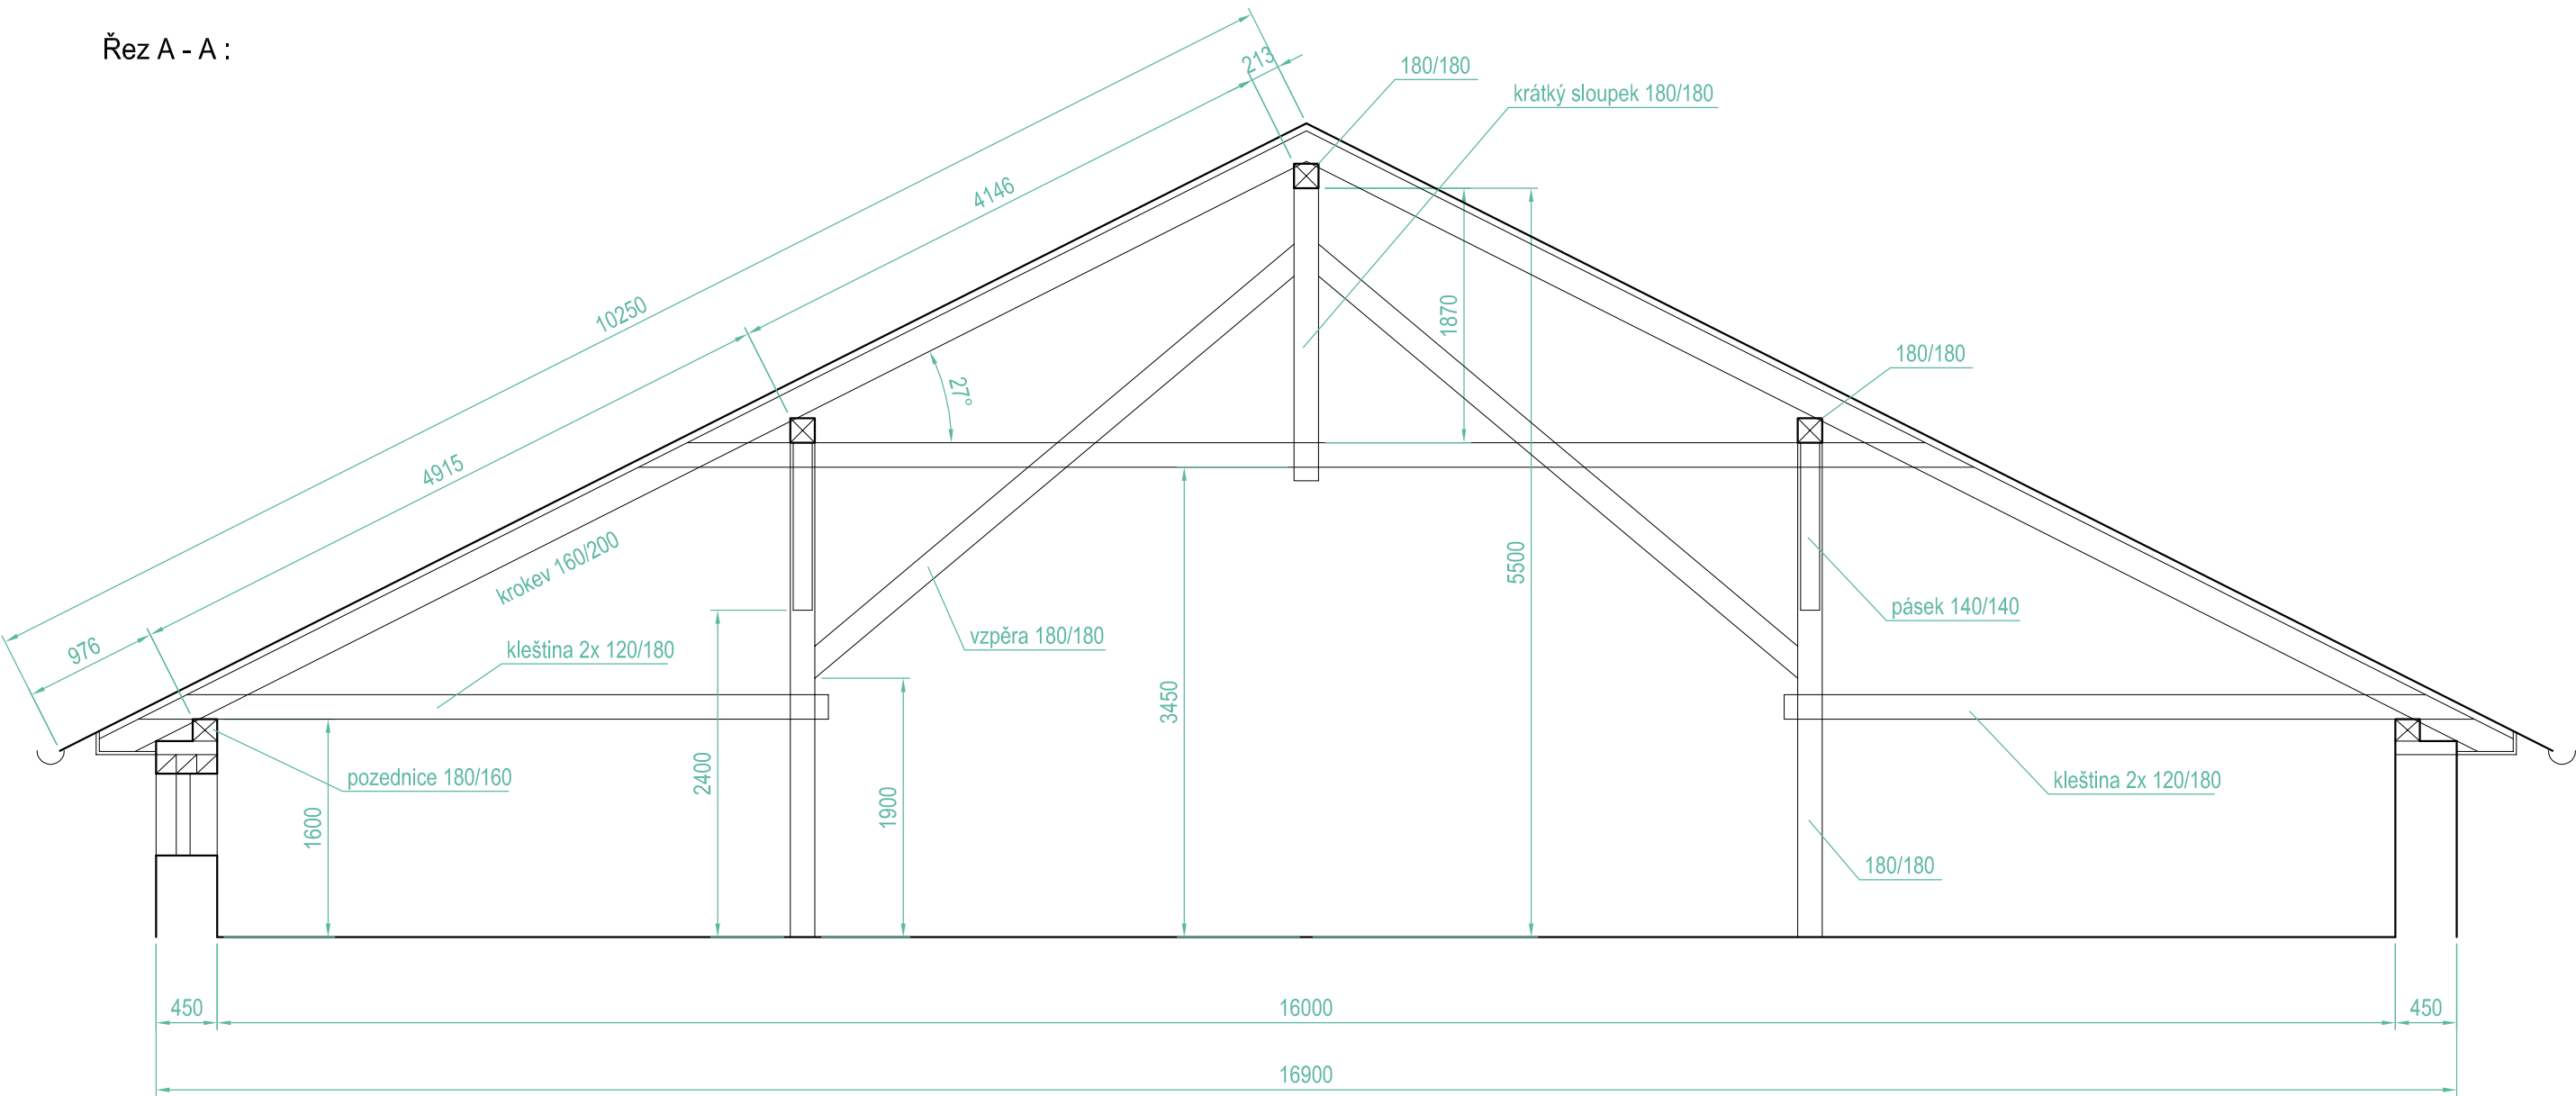 Řez A - A :
213
180/180
krátký sloupek 180/180
4146
10250
1870
180/180
27°
4915
krokev 160/200
5500
976
kleština 2x 120/180
vzpěra 180/180
pásek 140/140
3450
2400
pozednice 180/160
1900
1600
kleština 2x 120/180
180/180
450
16000
450
16900